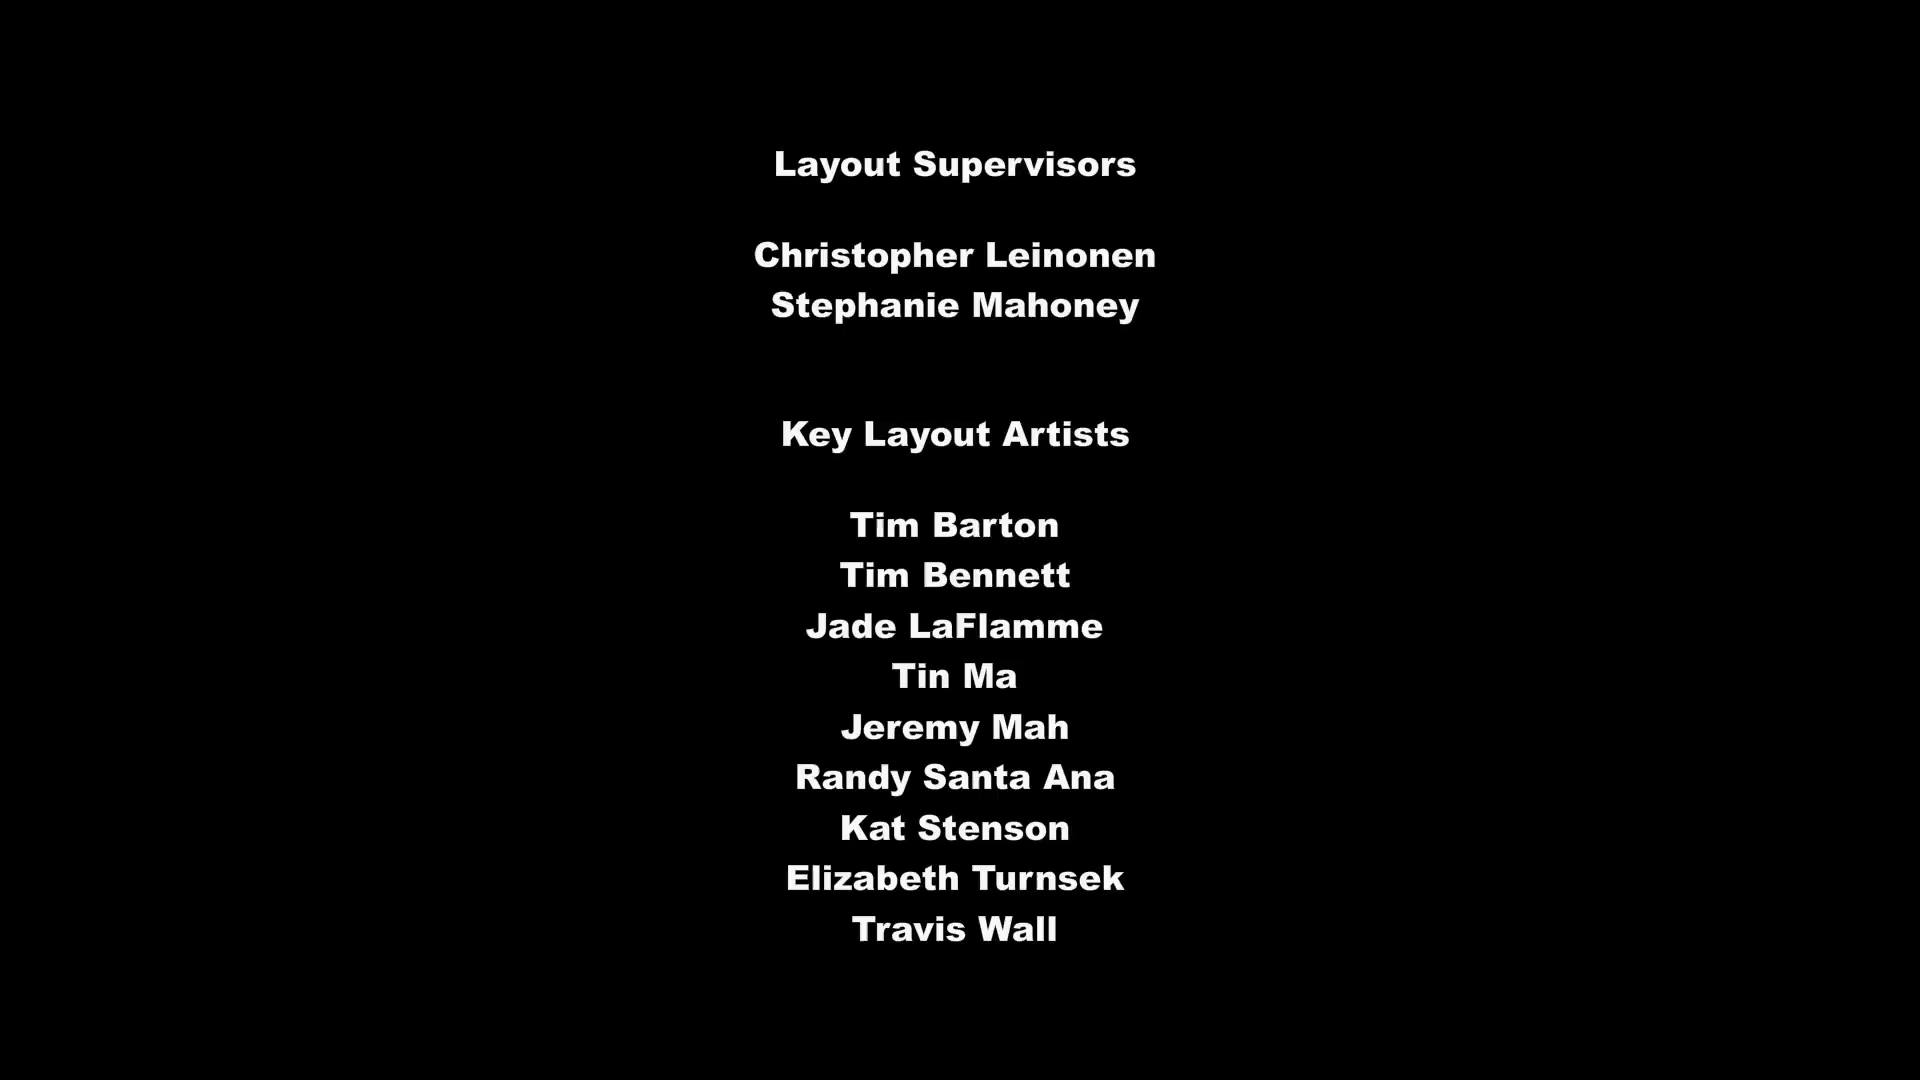 Layout Supervisors
Christopher Leinonen
Stephanie Mahoney
Key Layout Artists
Tim Barton
Tim Bennett
Jade LaFlamme
Tin Ma
Jeremy Mah
Randy Santa Ana
Kat Stenson
Elizabeth Turnsek
Travis Wall